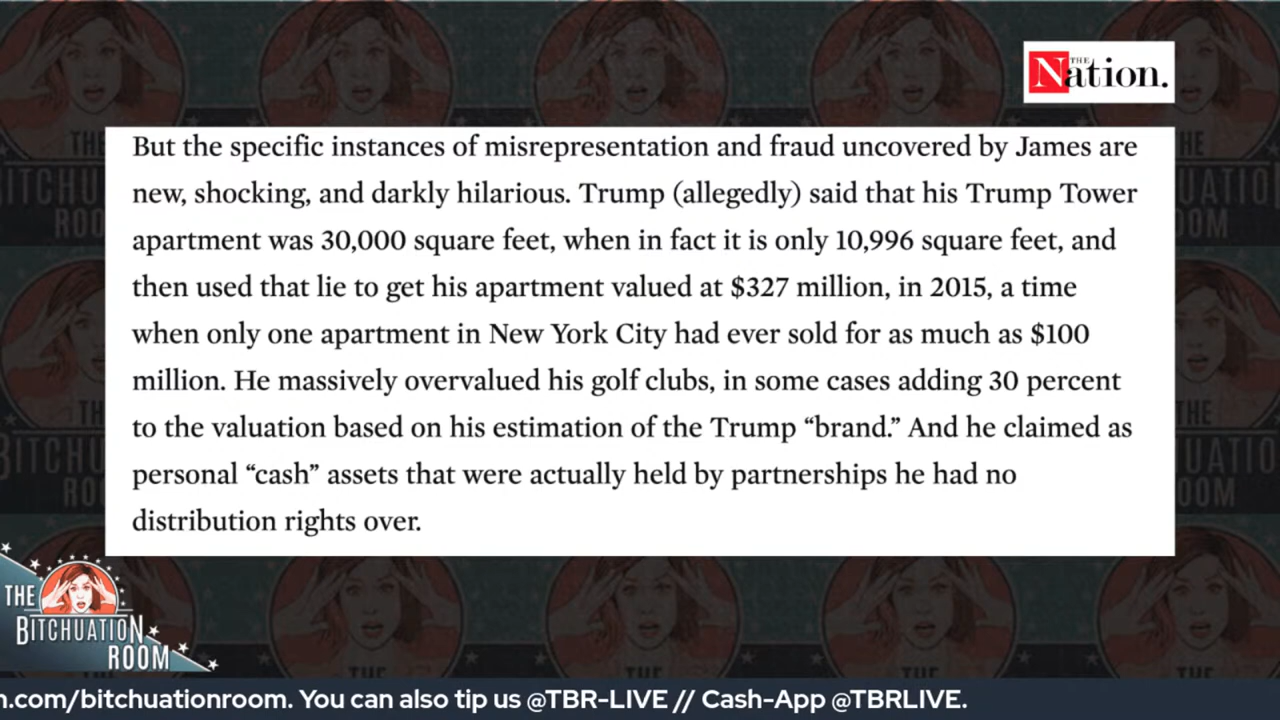 THE
Nation.
But the specific instances of misrepresentation and fraud uncovered by James are
new, shocking, and darkly hilarious. Trump (allegedly) said that his Trump Tower
apartment was 30,000 square feet, when in fact it is only 10,996 square feet, and
then used that lie to get his apartment valued at $327 million, in 2015, a time
when only one apartment in New York City had ever sold for as much as $100
million. He massively overvalued his golf clubs, in some cases adding 30 percent
to the valuation based on his estimation of the Trump “brand.” And he claimed as
personal “cash” assets that were actually held by partnerships he had no
distribution rights over.
THE
BITCHUATION
ROOM
n.com/bitchuationroom. You can also tip us @TBR-LIVE // Cash-App @TBRLIVE.